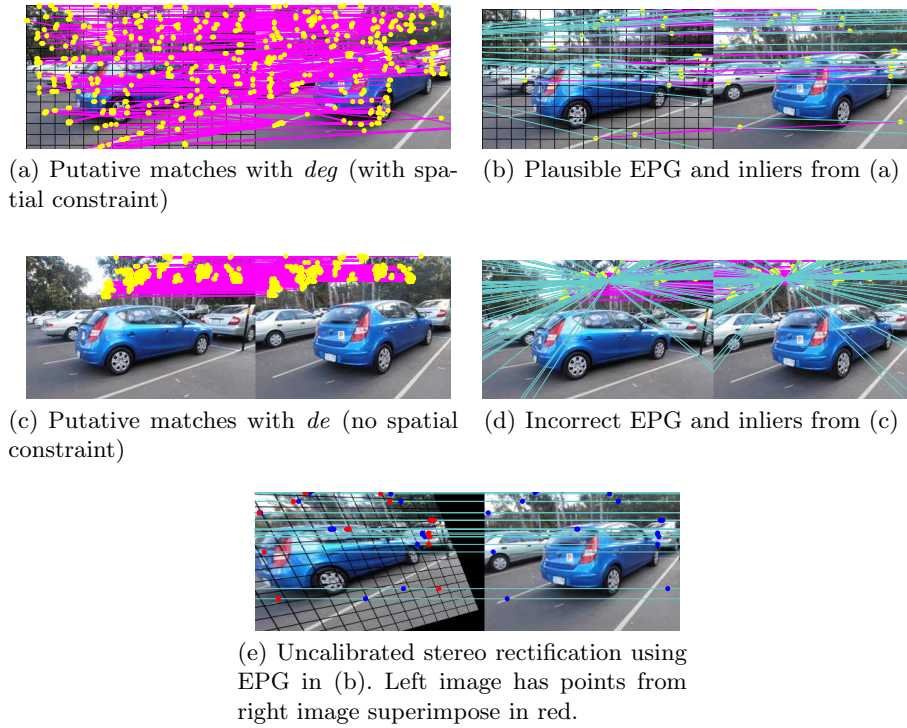 (a) Putative matches with deg (with spa-
tial constraint)
(b) Plausible EPG and inliers from (a)
(c) Putative matches with de (no spatial
constraint)
(d) Incorrect EPG and inliers from (c)
(e) Uncalibrated stereo rectification using
EPG in (b). Left image has points from
right image superimpose in red.